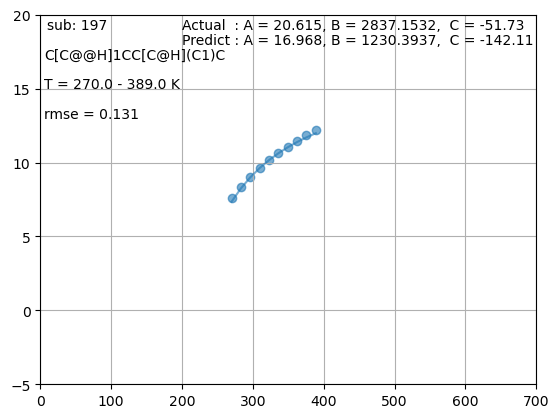 sub: 197
Actual  : A = 20.615, B = 2837.1532,  C = -51.73
Predict : A = 16.968, B = 1230.3937,  C = -142.11
C[C@@H]1CC[C@H](C1)C
T = 270.0 - 389.0 K
rmse = 0.131
20
15
10
5
0
−5
0 100 200 300 400 500 600 700